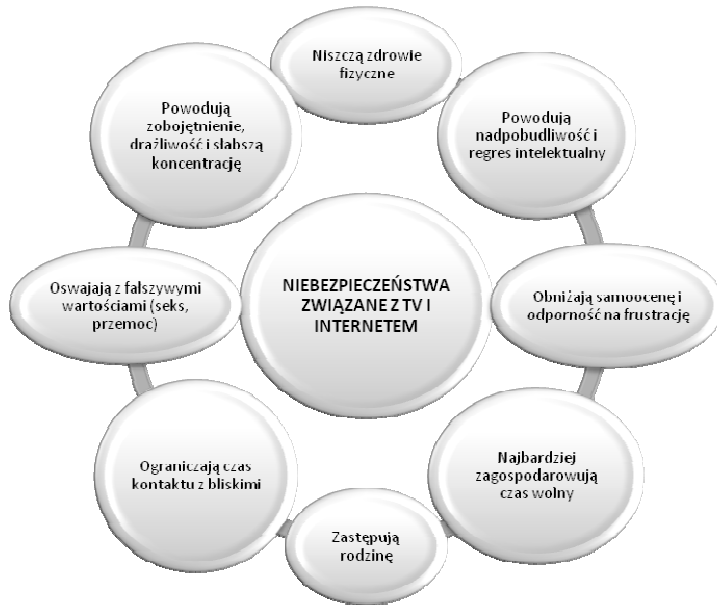 Niszczą zdrowie
fizyczne
Powodują
nadpobudliwość i
regres intelektualny
Obniżają samoocenę i
odporność na frustrację
Najbardziej
zagospodarowują
czas wolny
Zastępują
rodzinę
Ograniczają czas
kontaktu z bliskimi
Oswajają z fałszywymi
wartościami (seks,
przemoc)
Powodują
zobojętnienie,
drażliwość i słabszą
koncentrację
NIEBEZPIECZEŃSTWA
ZWIĄZANE Z TV I
INTERNETEM